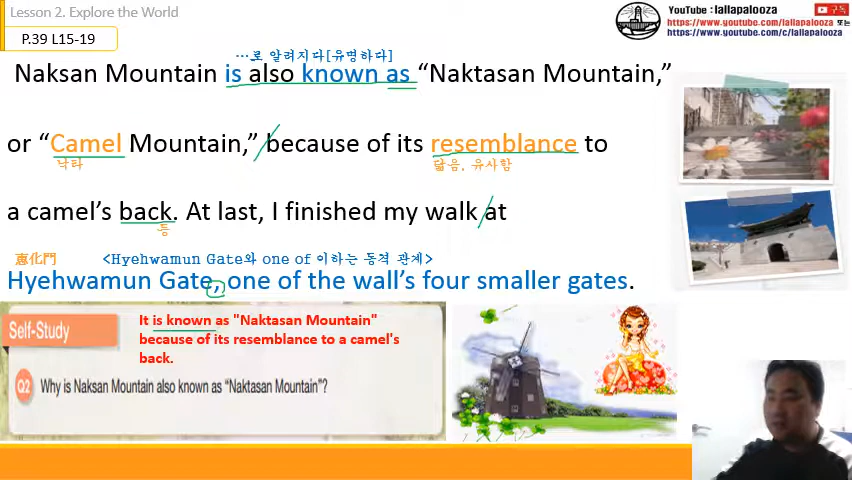 Lesson 2. Explore the World
P.39 L15-19
YouTube : lallapalooza
구독
https://www.youtube.com/lallapalooza 또는
https://www.youtube.com/c/lallapalooza
…로 알려지다[유명하다]
Naksan Mountain is also known as “Naktasan Mountain,”
or “Camel Mountain,” because of its resemblance to
낙타
닮음, 유사함
a camel’s back. At last, I finished my walk at
등
惠化門
<Hyehwamun Gate와 one of 이하는 동격 관계>
Hyehwamun Gate, one of the wall’s four smaller gates.
Self-Study
It is known as "Naktasan Mountain"
because of its resemblance to a camel's
back.
Q2 Why is Naksan Mountain also known as “Naktasan Mountain”?